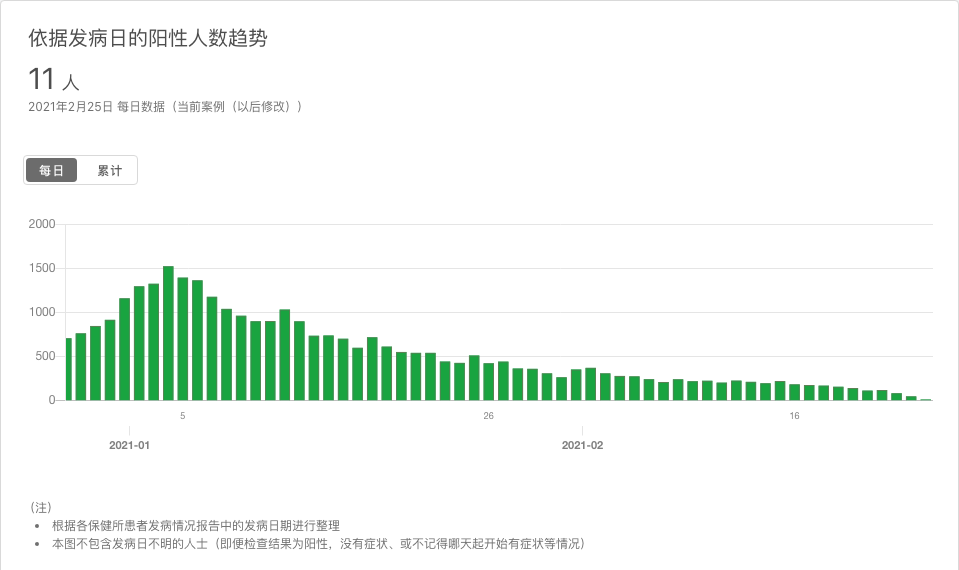 依据发病日的阳性人数趋势
11 人
2021年2月25日 每日数据（当前案例（以后修改））
每日 累计
2000
1500
1000
500
0
5 26 16
2021-01 2021-02
（注）
• 根据各保健所患者发病情况报告中的发病日期进行整理
• 本图不包含发病日不明的人士（即便检查结果为阳性，没有症状、或不记得哪天起开始有症状等情况）